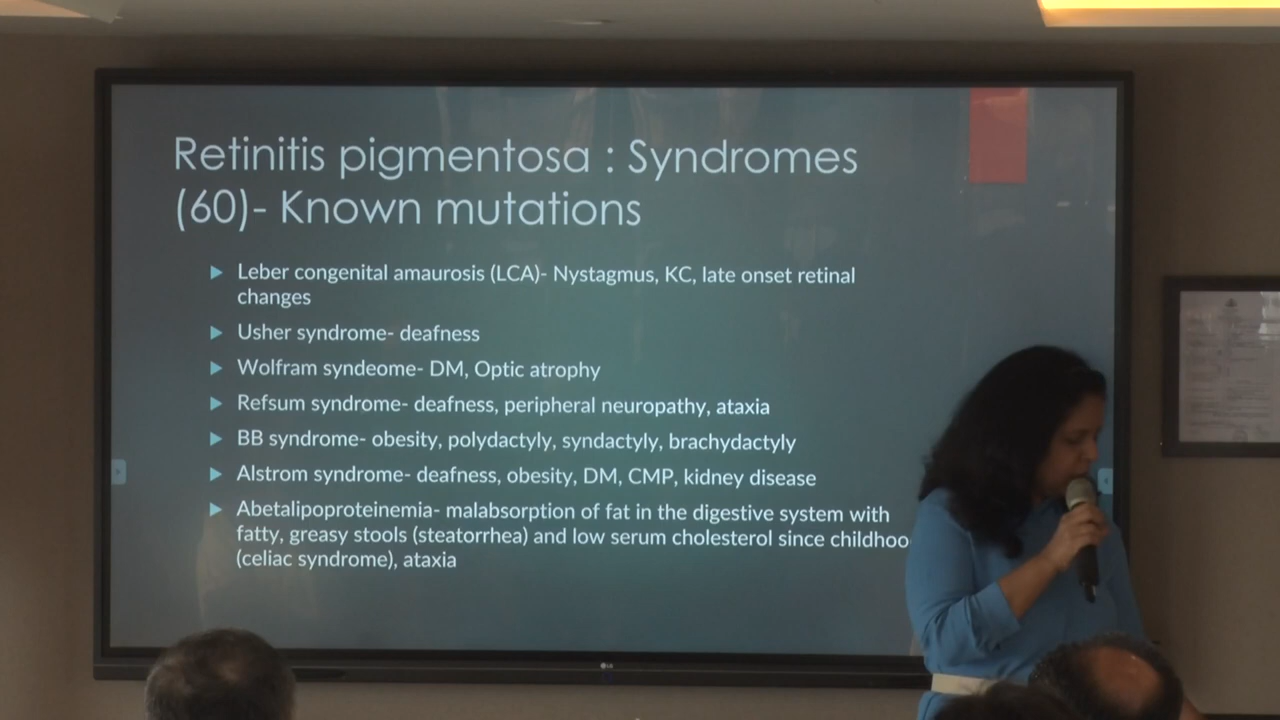 Retinitis pigmentosa : Syndromes
(60)- Known mutations
Leber congenital amaurosis (LCA)- Nystagmus, KC, late onset retinal
changes
Usher syndrome- deafness
Wolfram syndeome- DM, Optic atrophy
Refsum syndrome- deafness, peripheral neuropathy, ataxia
BB syndrome- obesity, polydactyly, syndactyly, brachydactyly
Alstrom syndrome- deafness, obesity, DM, CMP, kidney disease
Abetalipoproteinemia- malabsorption of fat in the digestive system with
fatty, greasy stools (steatorrhea) and low serum cholesterol since childhoo
(celiac syndrome), ataxia
LG